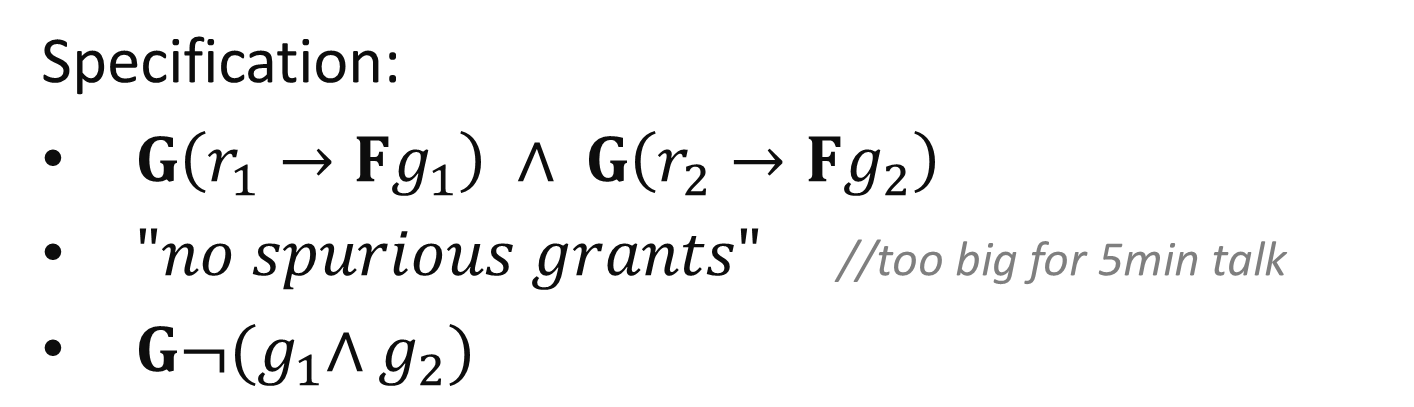 Specification:
• G(r₁ → Fg₁) ∧ G(r₂ → Fg₂)
• "no spurious grants" //too big for 5min talk
• G¬(g₁∧ g₂)